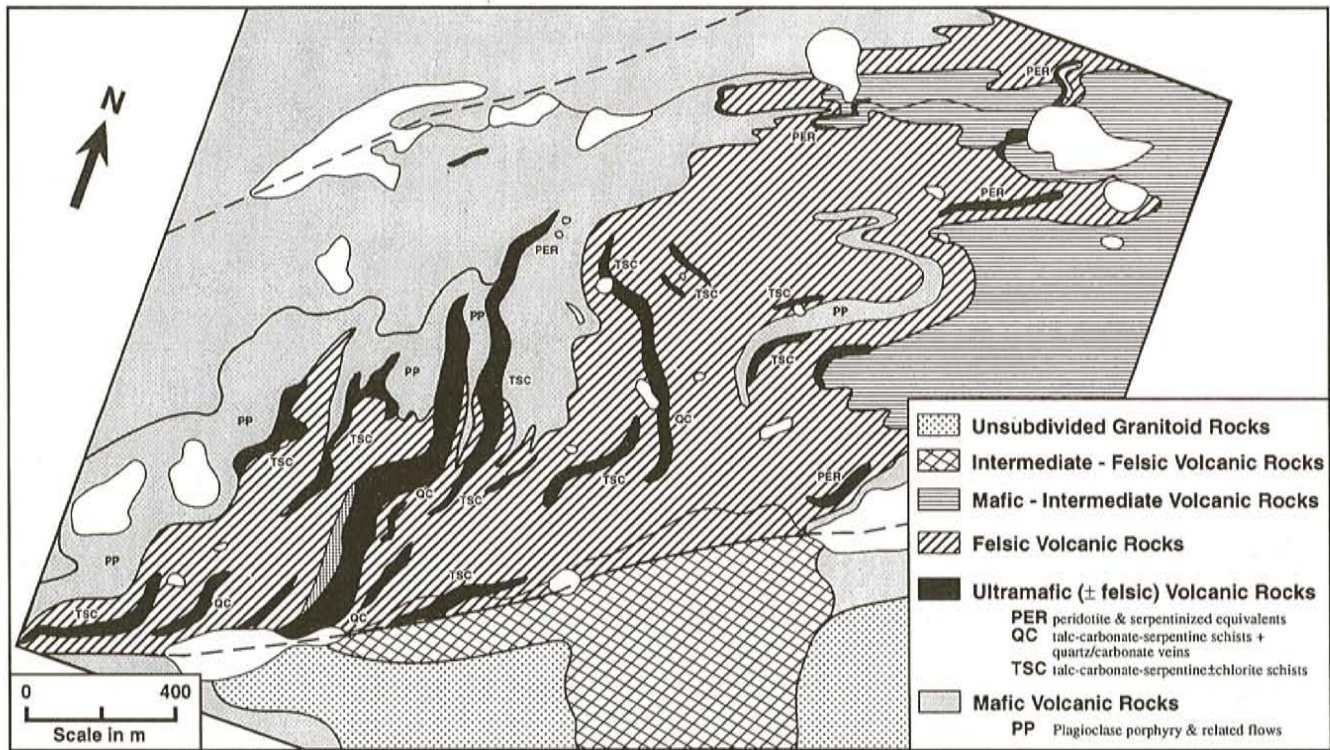 N
PER
PER
PER
PER
TSC
TSC
TSC
PP
PP
TSC
TSC
PP
PP
TSC
QC
TSC
TSC
PER
QC
TSC
PP
TSC
TSC
QC
QC
0 400
Scale in m
Unsubdivided Granitoid Rocks
Intermediate - Felsic Volcanic Rocks
Mafic - Intermediate Volcanic Rocks
Felsic Volcanic Rocks
Ultramafic (± felsic) Volcanic Rocks
PER peridotite & serpentinized equivalents
QC talc-carbonate-serpentine schists +
quartz/carbonate veins
TSC talc-carbonate-serpentine±chlorite schists
Mafic Volcanic Rocks
PP Plagioclase porphyry & related flows